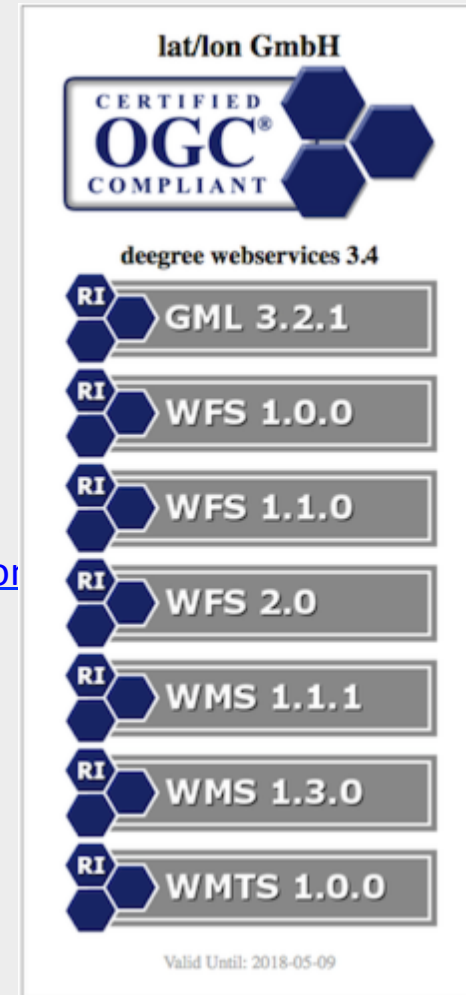 lat/lon GmbH
CERTIFIED
OGC®
COMPLIANT
deegree webservices 3.4
RI GML 3.2.1
RI WFS 1.0.0
RI WFS 1.1.0
RI WFS 2.0
RI WMS 1.1.1
RI WMS 1.3.0
RI WMTS 1.0.0
Valid Until: 2018-05-09